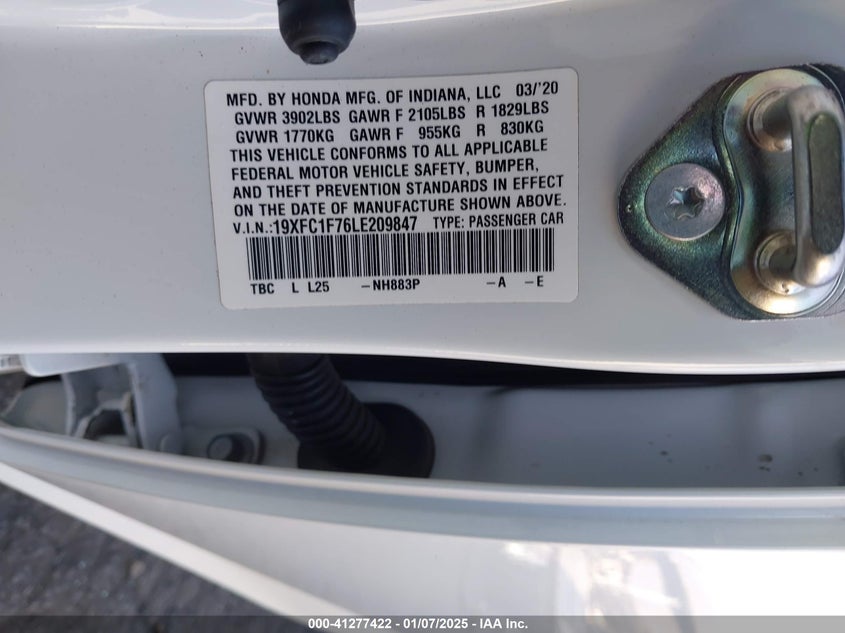 MFD. BY HONDA MFG. OF INDIANA, LLC 03/'20
GVWR 3902LBS GAWR F 2105LBS R 1829LBS
GVWR 1770KG GAWR F 955KG R 830KG
THIS VEHICLE CONFORMS TO ALL APPLICABLE
FEDERAL MOTOR VEHICLE SAFETY, BUMPER,
AND THEFT PREVENTION STANDARDS IN EFFECT
ON THE DATE OF MANUFACTURE SHOWN ABOVE.
V.I.N.:19XFC1F76LE209847 TYPE: PASSENGER CAR
TBC L L25 -NH883P -A -E
000-41277422 - 01/07/2025 - IAA Inc.